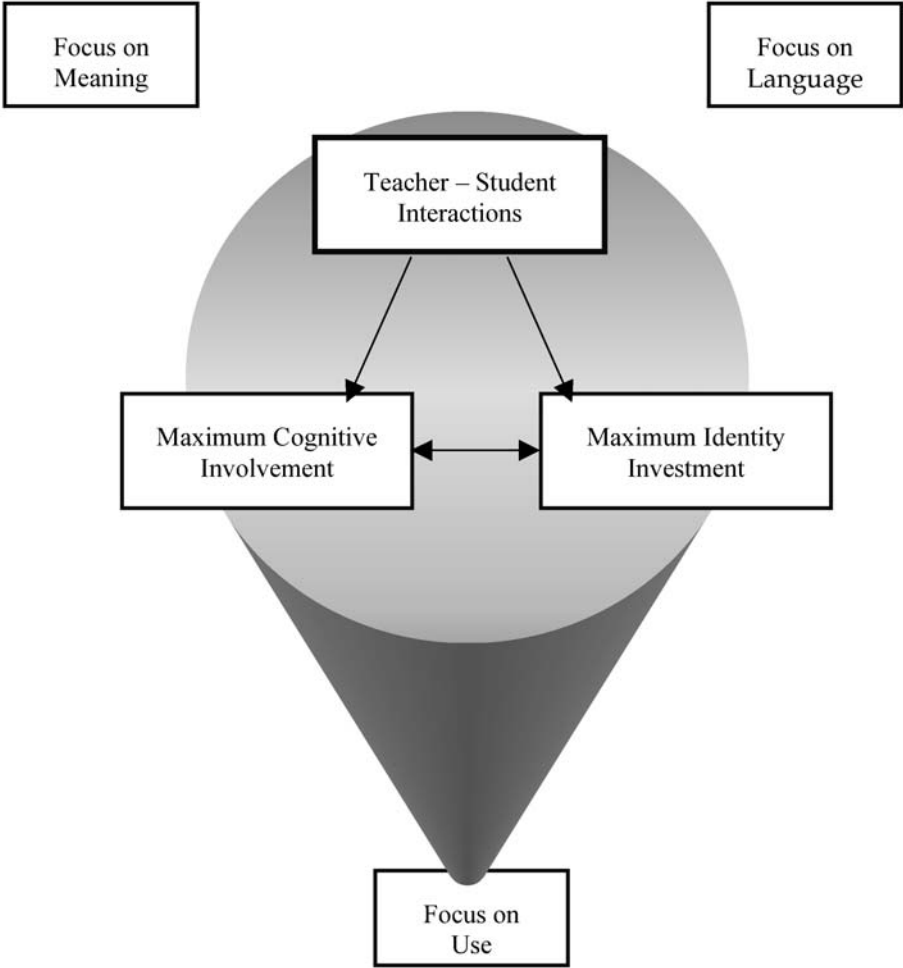 Focus on
Meaning
Focus on
Language
Teacher – Student
Interactions
Maximum Cognitive
Involvement
Maximum Identity
Investment
Focus on
Use